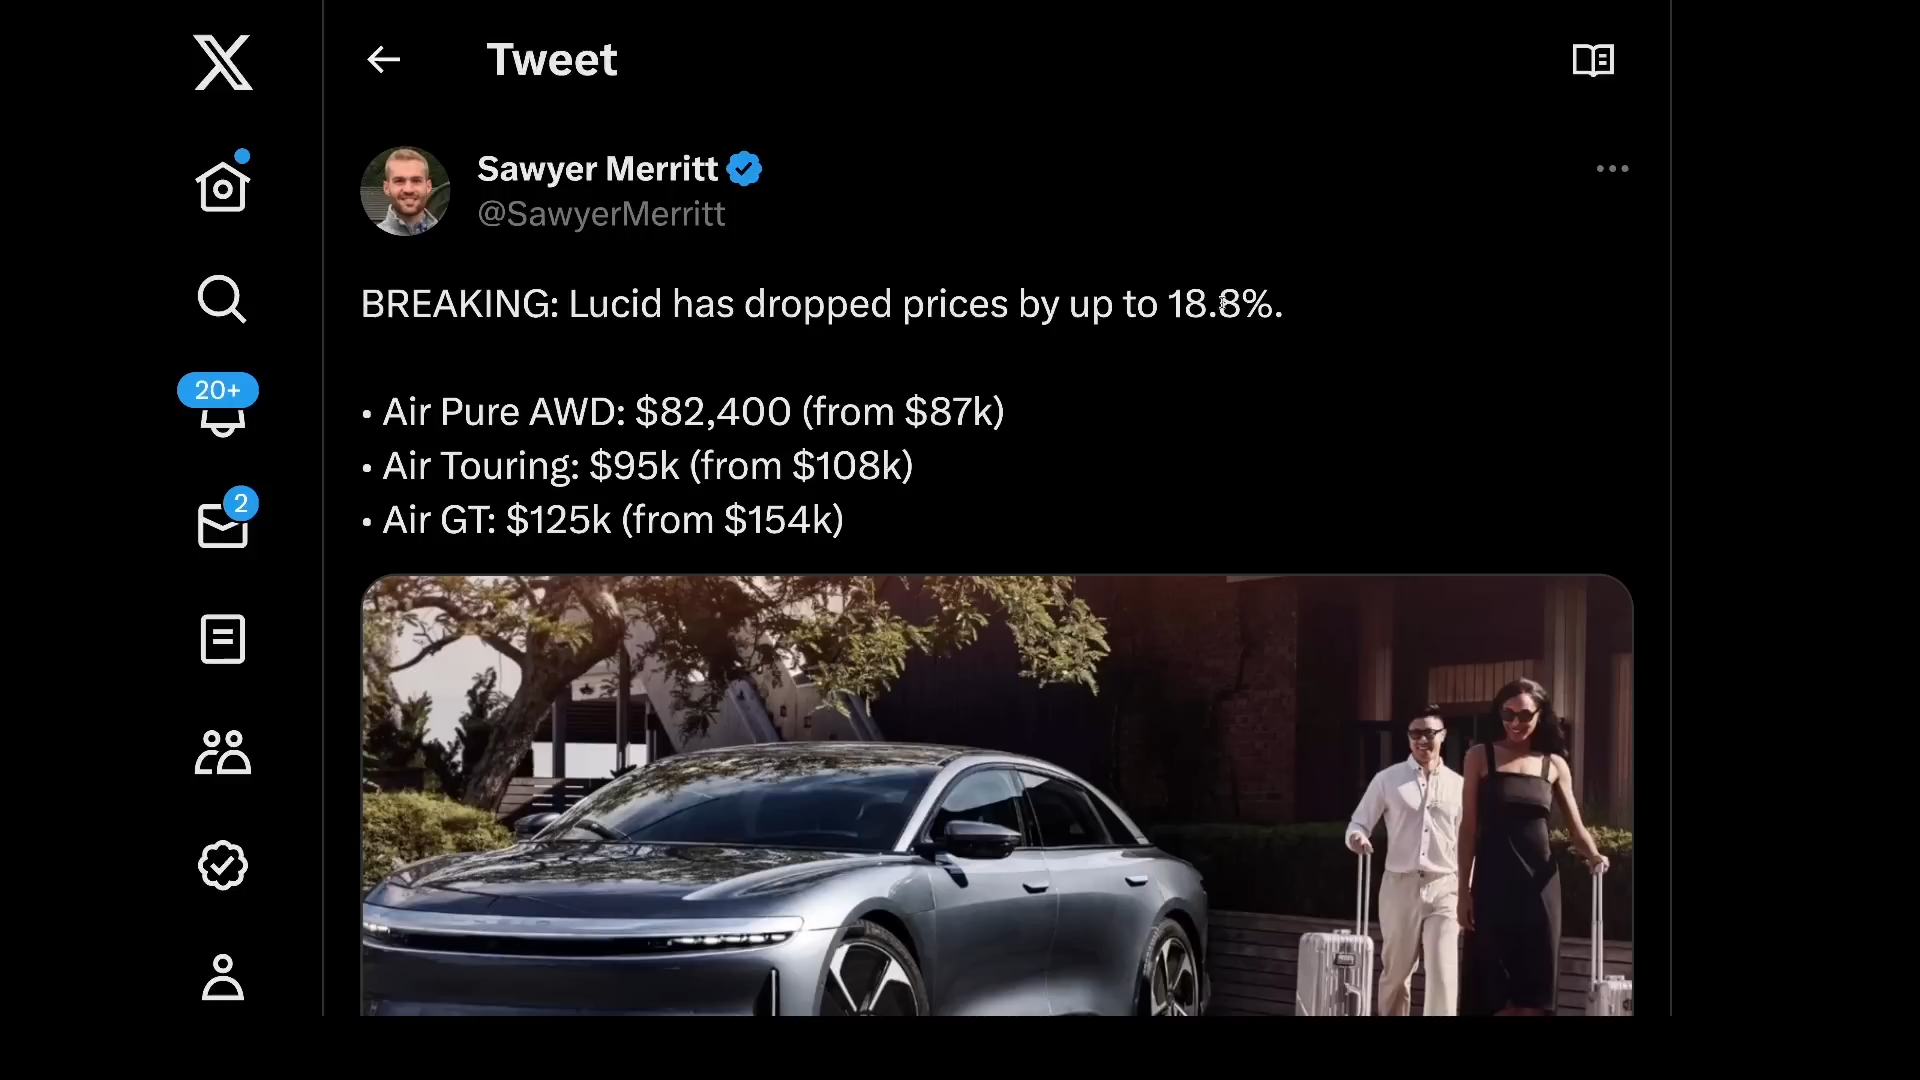 Tweet
Sawyer Merritt
@SawyerMerritt
BREAKING: Lucid has dropped prices by up to 18.8%.
• Air Pure AWD: $82,400 (from $87k)
• Air Touring: $95k (from $108k)
• Air GT: $125k (from $154k)
20+
2